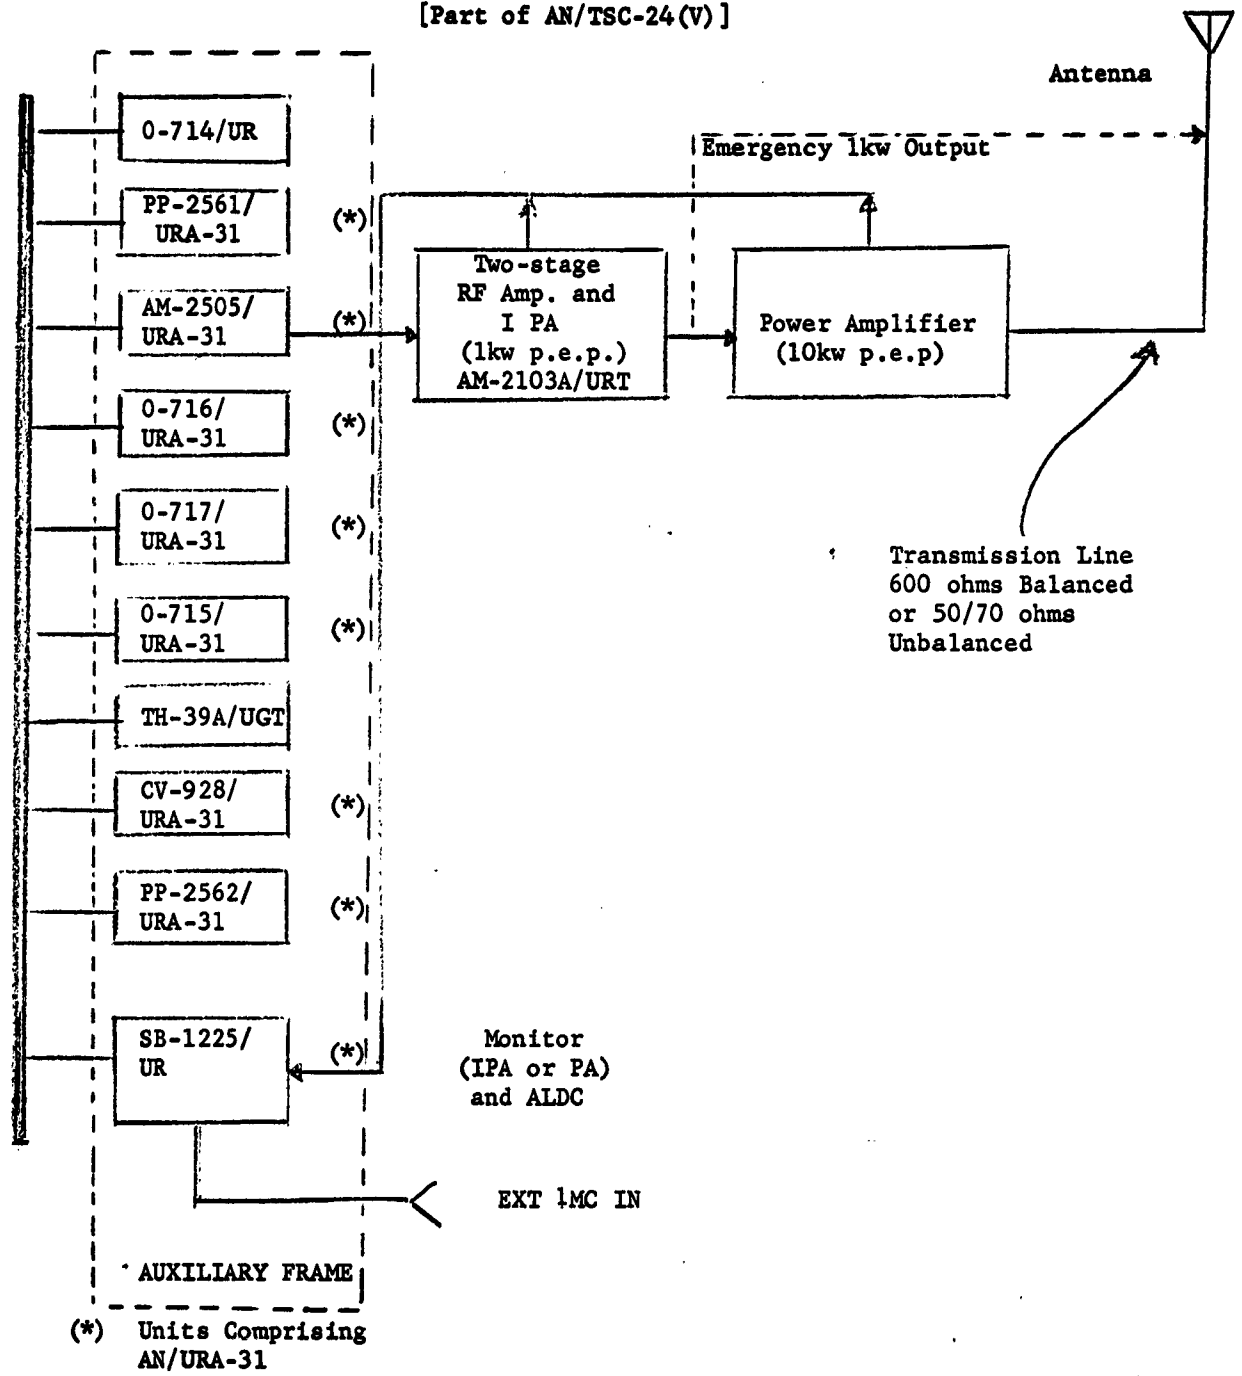 [Part of AN/TSC-24(V)]
Antenna
O-714/UR
Emergency 1kw Output
PP-2561/
URA-31
(*)
Two-stage
RF Amp. and
I PA
(1kw p.e.p.)
AM-2103A/URT
AM-2505/
URA-31
(*)
Power Amplifier
(10kw p.e.p)
O-716/
URA-31
(*)
O-717/
URA-31
(*)
Transmission Line
600 ohms Balanced
or 50/70 ohms
Unbalanced
O-715/
URA-31
(*)
TH-39A/UGT
CV-928/
URA-31
(*)
PP-2562/
URA-31
(*)
SB-1225/
UR
(*)
Monitor
(IPA or PA)
and ALDC
EXT 1MC IN
AUXILIARY FRAME
(*) Units Comprising
AN/URA-31